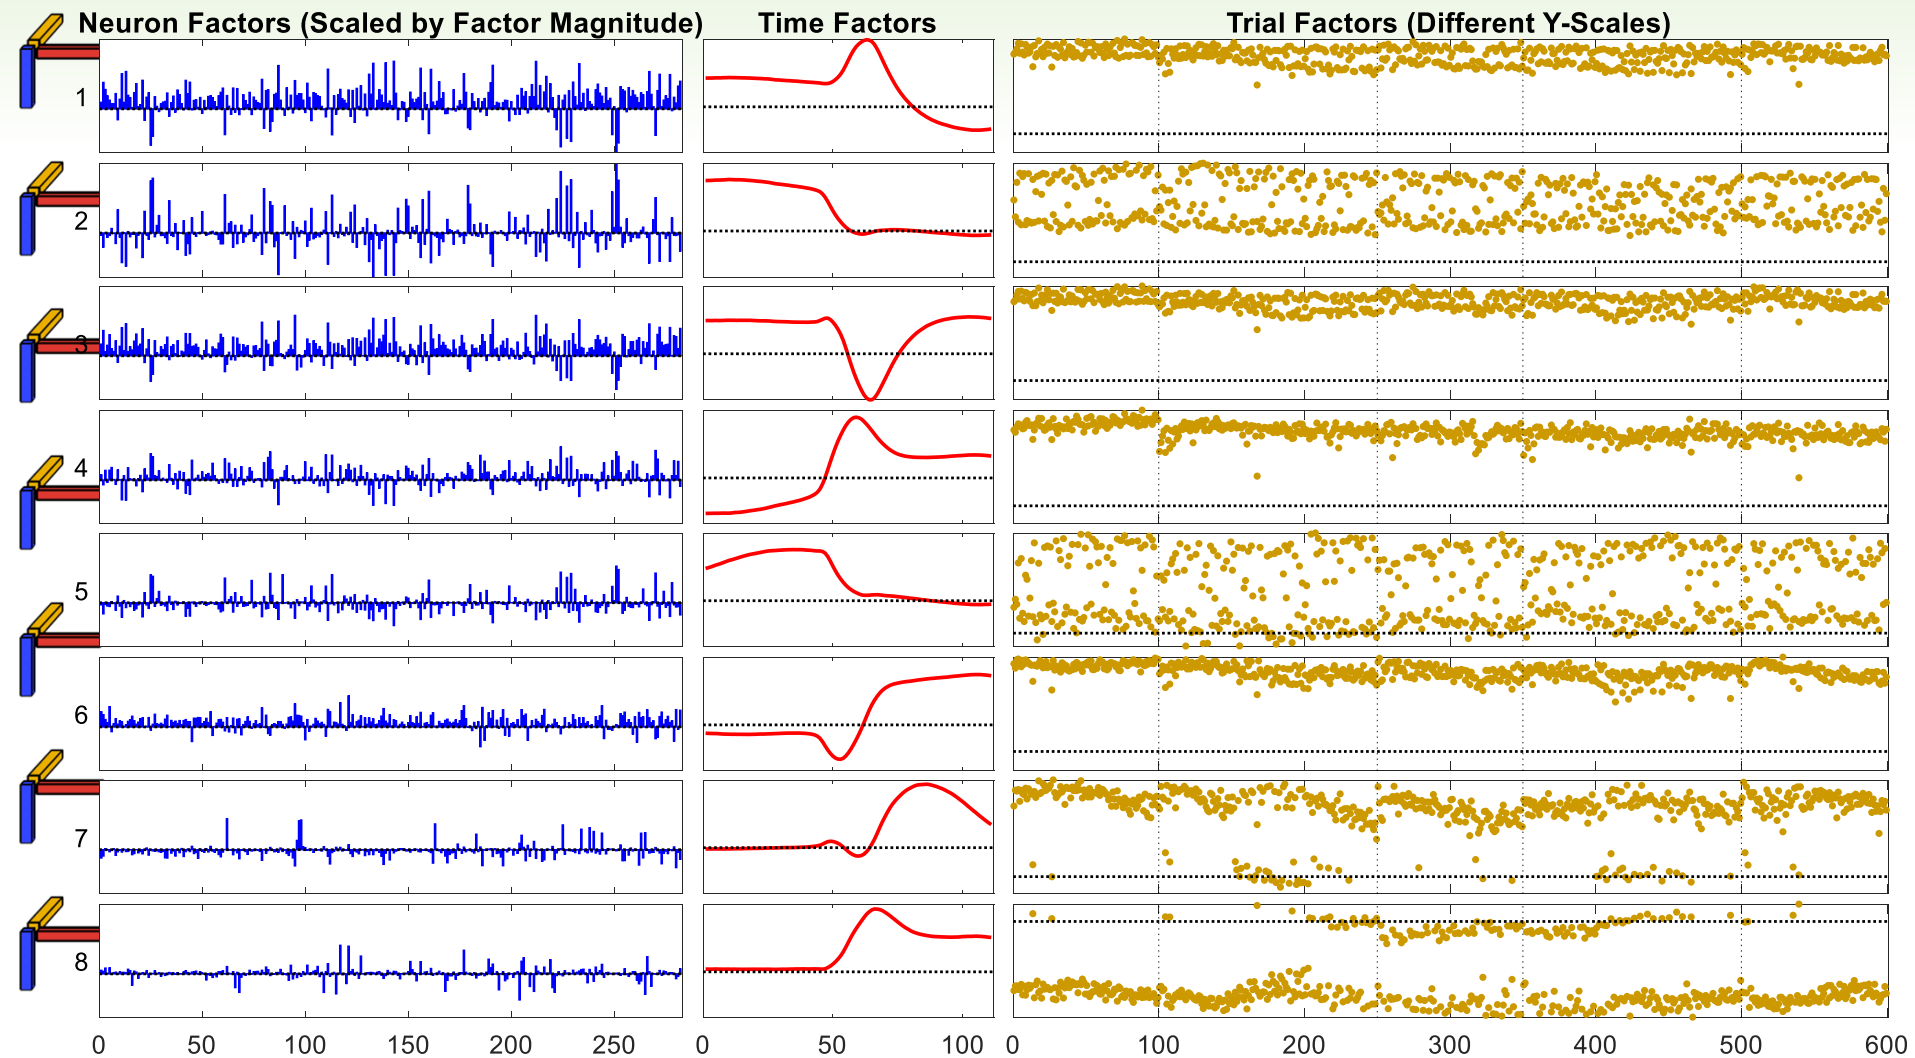 Neuron Factors (Scaled by Factor Magnitude)
Time Factors
Trial Factors (Different Y-Scales)
1
2
3
4
5
6
7
8
0 50 100 150 200 250
0 50 100
0 100 200 300 400 500 600